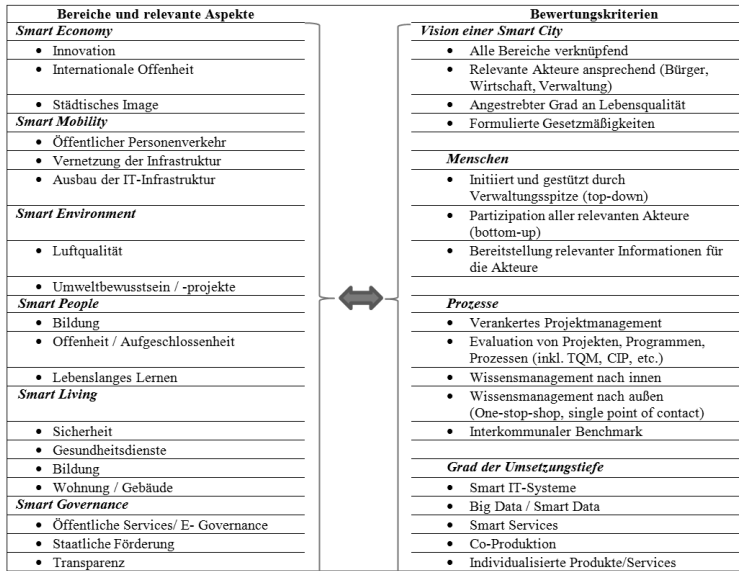 Bereiche und relevante Aspekte
Smart Economy
• Innovation
• Internationale Offenheit
• Städtisches Image
Smart Mobility
• Öffentlicher Personenverkehr
• Vernetzung der Infrastruktur
• Ausbau der IT-Infrastruktur
Smart Environment
• Luftqualität
• Umweltbewusstsein / -projekte
Smart People
• Bildung
• Offenheit / Aufgeschlossenheit
• Lebenslanges Lernen
Smart Living
• Sicherheit
• Gesundheitsdienste
• Bildung
• Wohnung / Gebäude
Smart Governance
• Öffentliche Services/ E- Governance
• Staatliche Förderung
• Transparenz
Bewertungskriterien
Vision einer Smart City
• Alle Bereiche verknüpfend
• Relevante Akteure ansprechend (Bürger,
Wirtschaft, Verwaltung)
• Angestrebter Grad an Lebensqualität
• Formulierte Gesetzmäßigkeiten
Menschen
• Initiiert und gestützt durch
Verwaltungsspitze (top-down)
• Partizipation aller relevanten Akteure
(bottom-up)
• Bereitstellung relevanter Informationen für
die Akteure
Prozesse
• Verankertes Projektmanagement
• Evaluation von Projekten, Programmen,
Prozessen (inkl. TQM, CIP, etc.)
• Wissensmanagement nach innen
• Wissensmanagement nach außen
(One-stop-shop, single point of contact)
• Interkommunaler Benchmark
Grad der Umsetzungstiefe
• Smart IT-Systeme
• Big Data / Smart Data
• Smart Services
• Co-Produktion
• Individualisierte Produkte/Services